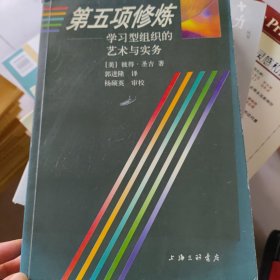 第五项修炼
学习型组织的
艺术与实务
[美] 彼得·圣吉 著
郭进隆 译
杨硕英 审校
上海三联书店